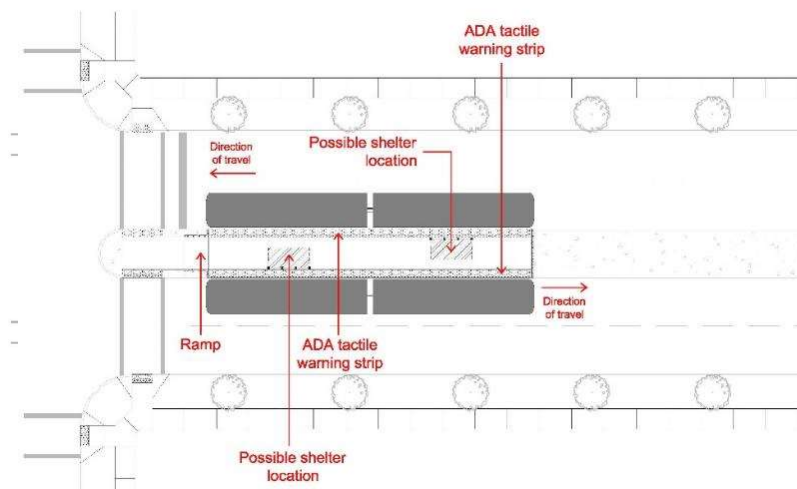 ADA tactile
warning strip
Direction
of travel
Possible shelter
location
Ramp
ADA tactile
warning strip
Direction
of travel
Possible shelter
location